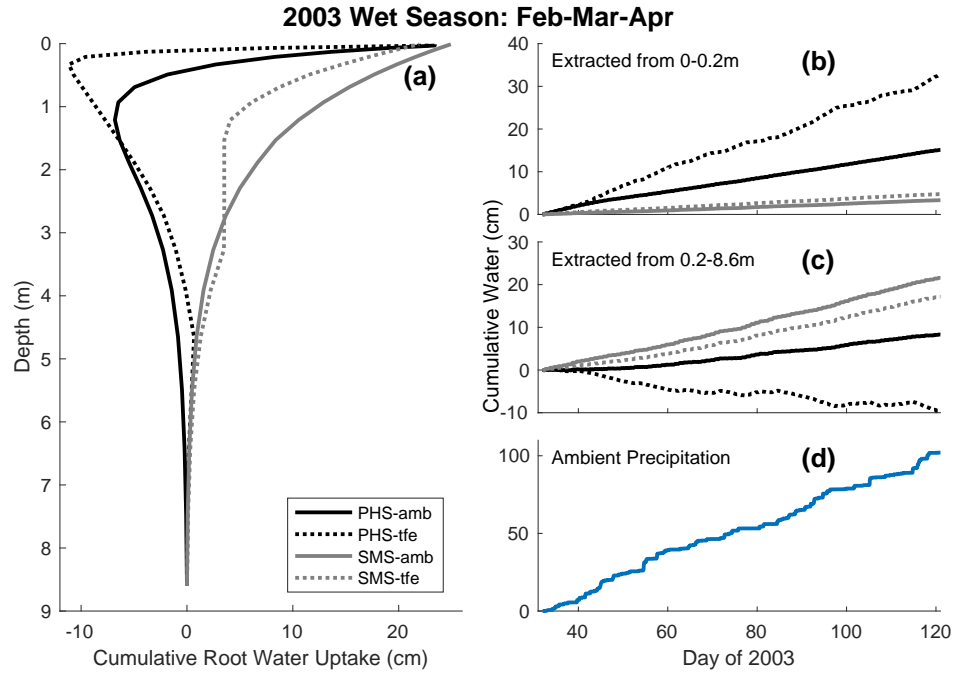 2003 Wet Season: Feb-Mar-Apr
(a)
0
1
2
3
4
5
6
7
8
9
Depth (m)
-10
0
10
20
Cumulative Root Water Uptake (cm)
PHS-amb
PHS-tfe
SMS-amb
SMS-tfe
Extracted from 0-0.2m
(b)
40
30
20
10
0
Extracted from 0.2-8.6m
(c)
30
20
10
0
-10
Cumulative Water (cm)
Ambient Precipitation
(d)
100
50
0
40
60
80
100
120
Day of 2003